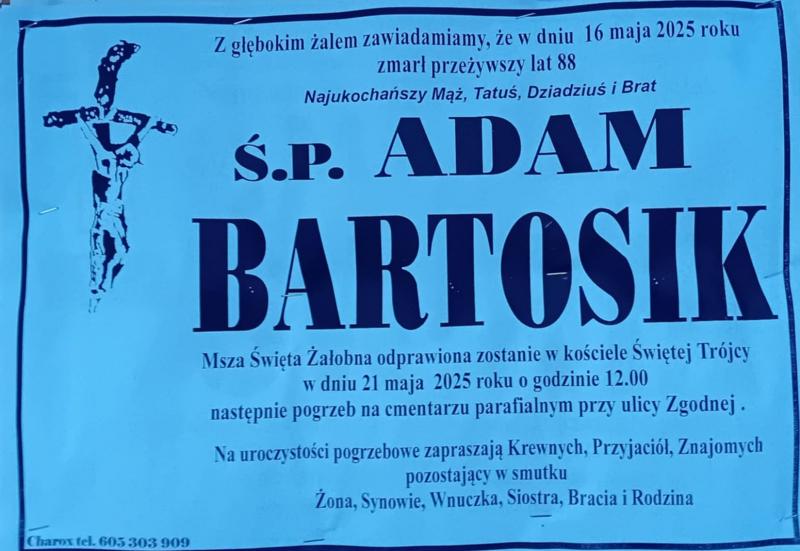 Z głębokim żalem zawiadamiamy, że w dniu 16 maja 2025 roku
zmarł przeżywszy lat 88
Najukochańszy Mąż, Tatuś, Dziadziuś i Brat
Ś.P. ADAM
BARTOSIK
Msza Święta Żałobna odprawiona zostanie w kościele Świętej Trójcy
w dniu 21 maja 2025 roku o godzinie 12.00
następnie pogrzeb na cmentarzu parafialnym przy ulicy Zgodnej .
Na uroczystości pogrzebowe zapraszają Krewnych, Przyjaciół, Znajomych
pozostający w smutku
Żona, Synowie, Wnuczka, Siostra, Bracia i Rodzina
Charox tel. 605 303 909